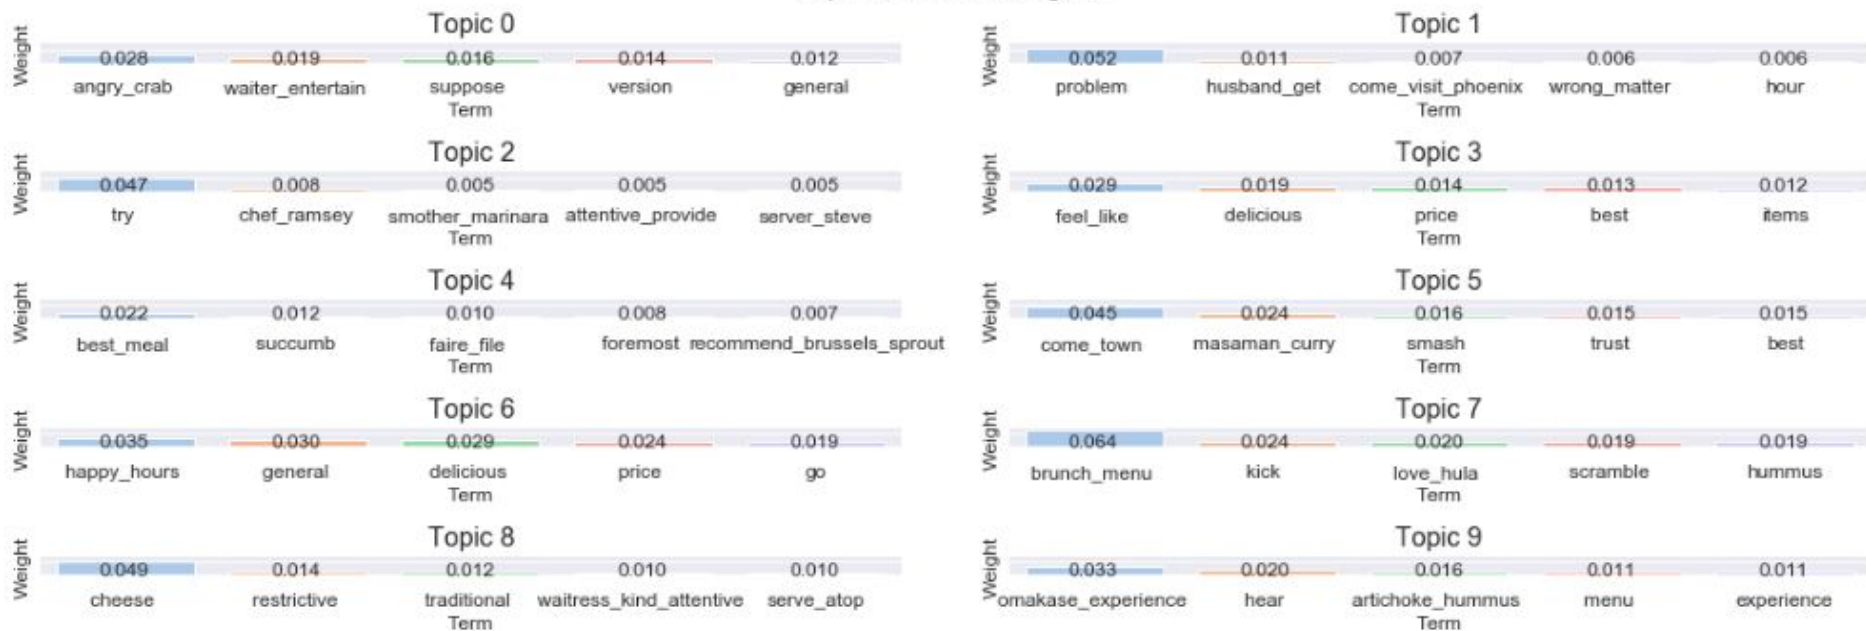 Topic 0
Weight
0.028 0.019 0.016 0.014 0.012
angry_crab waiter_entertain suppose version general
Term
Topic 1
Weight
0.052 0.011 0.007 0.006 0.006
problem husband_get come_visit_phoenix wrong_matter hour
Term
Topic 2
Weight
0.047 0.008 0.005 0.005 0.005
try chef_ramsey smother_marinara attentive_provide server_steve
Term
Topic 3
Weight
0.029 0.019 0.014 0.013 0.012
feel_like delicious price best items
Term
Topic 4
Weight
0.022 0.012 0.010 0.008 0.007
best_meal succumb faire_file foremost recommend_brussels_sprout
Term
Topic 5
Weight
0.045 0.024 0.016 0.015 0.015
come_town masaman_curry smash trust best
Term
Topic 6
Weight
0.035 0.030 0.029 0.024 0.019
happy_hours general delicious price go
Term
Topic 7
Weight
0.064 0.024 0.020 0.019 0.019
brunch_menu kick love_hula scramble hummus
Term
Topic 8
Weight
0.049 0.014 0.012 0.010 0.010
cheese restrictive traditional waitress_kind_attentive serve_atop
Term
Topic 9
Weight
0.033 0.020 0.016 0.011 0.011
omakase_experience hear artichoke_hummus menu experience
Term